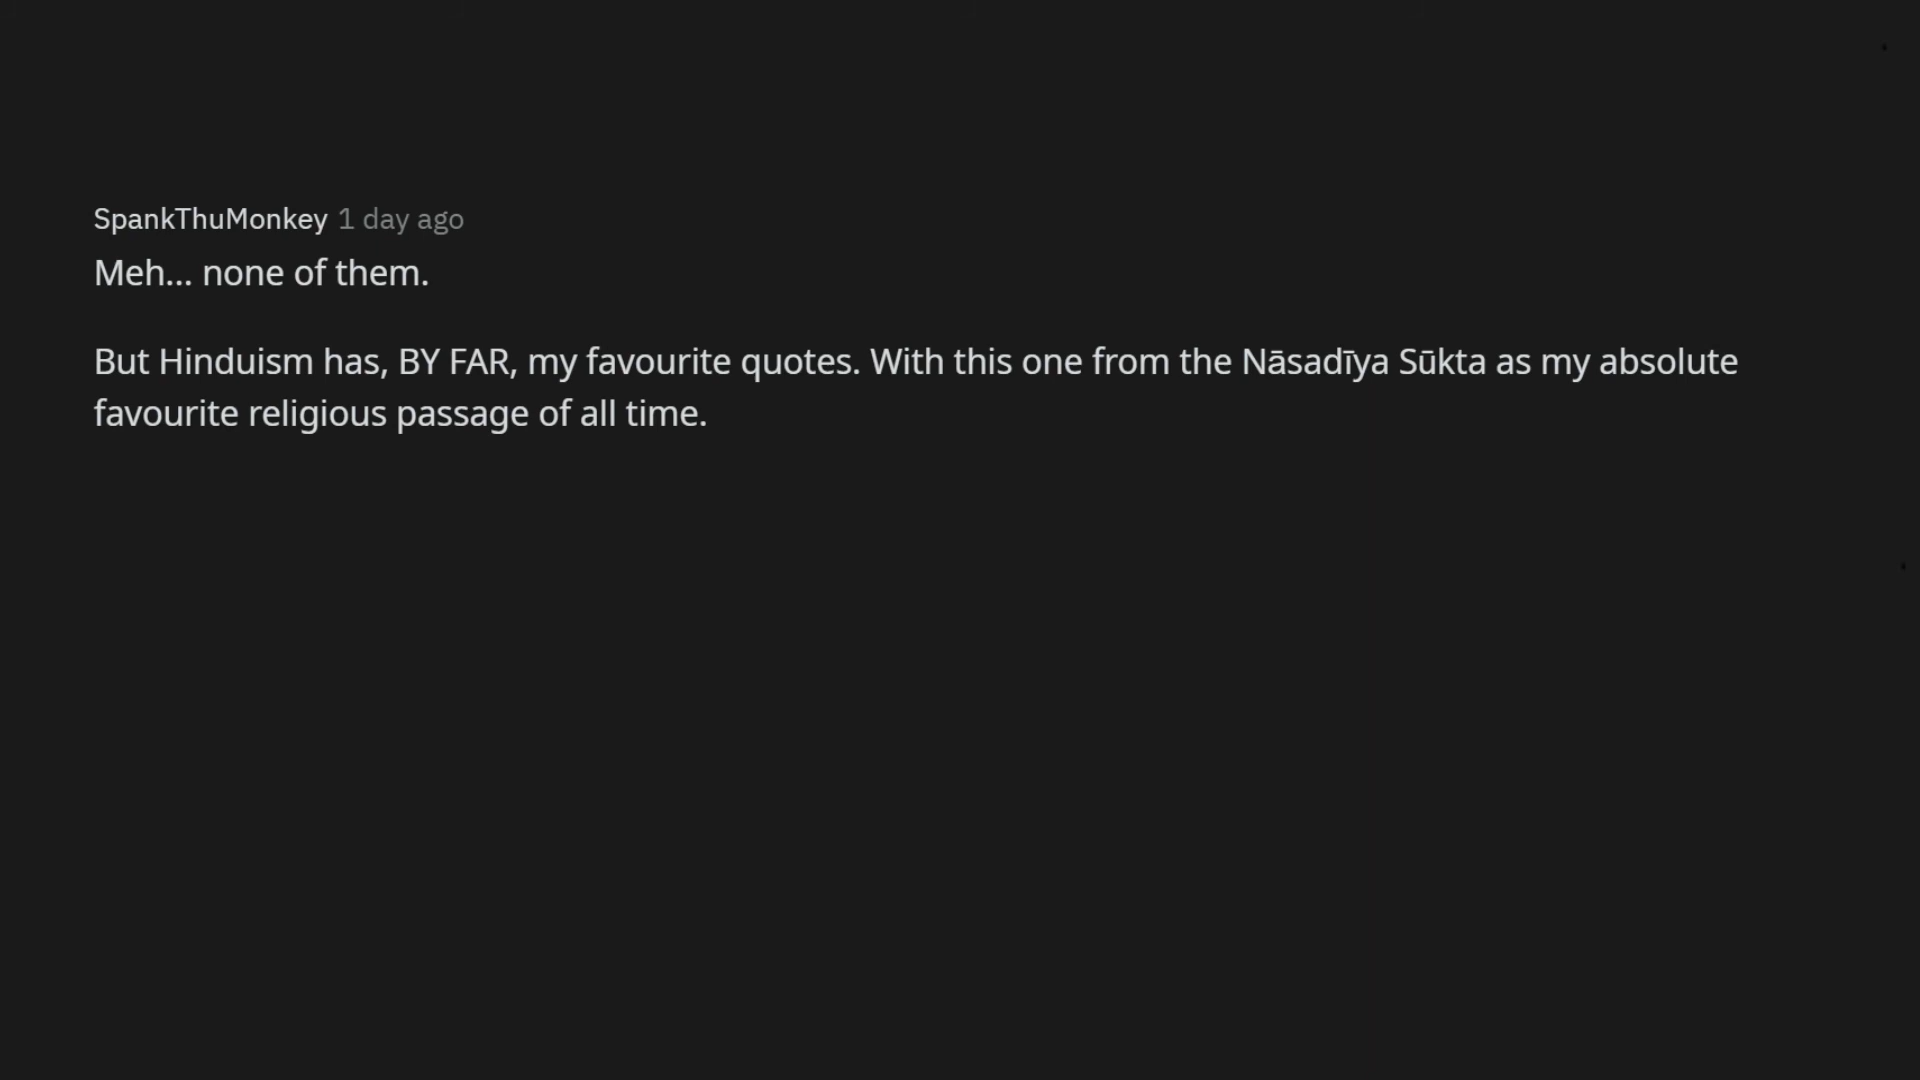 SpankThuMonkey 1 day ago
Meh... none of them.
But Hinduism has, BY FAR, my favourite quotes. With this one from the Nāsadīya Sūkta as my absolute
favourite religious passage of all time.